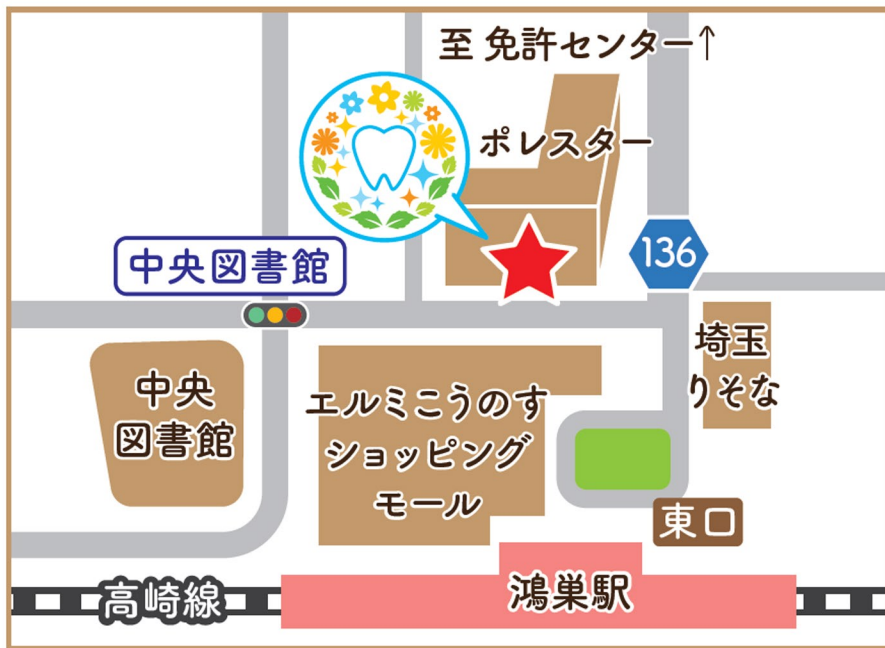 至 免許センター↑
ポレスター
136
中央図書館
埼玉
りそな
中央
図書館
エルミこうのす
ショッピング
モール
東口
鴻巣駅
高崎線